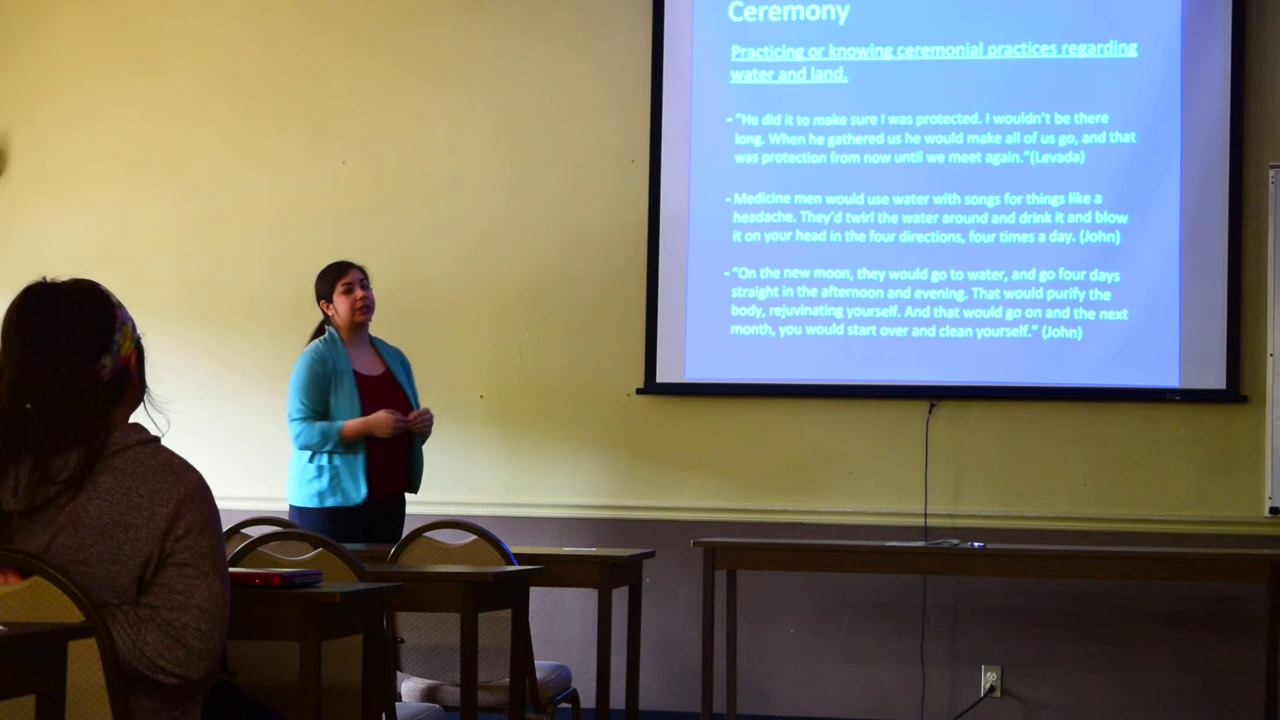 Ceremony
Practicing or knowing ceremonial practices regarding
water and land.
- "He did it to make sure I was protected. I wouldn't be there
long. When he gathered us he would make all of us go, and that
was protection from now until we meet again."(Levada)
- Medicine men would use water with songs for things like a
headache. They'd twirl the water around and drink it and blow
it on your head in the four directions, four times a day. (John)
- "On the new moon, they would go to water, and go four days
straight in the afternoon and evening. That would purify the
body, rejuvinating yourself. And that would go on and the next
month, you would start over and clean yourself." (John)